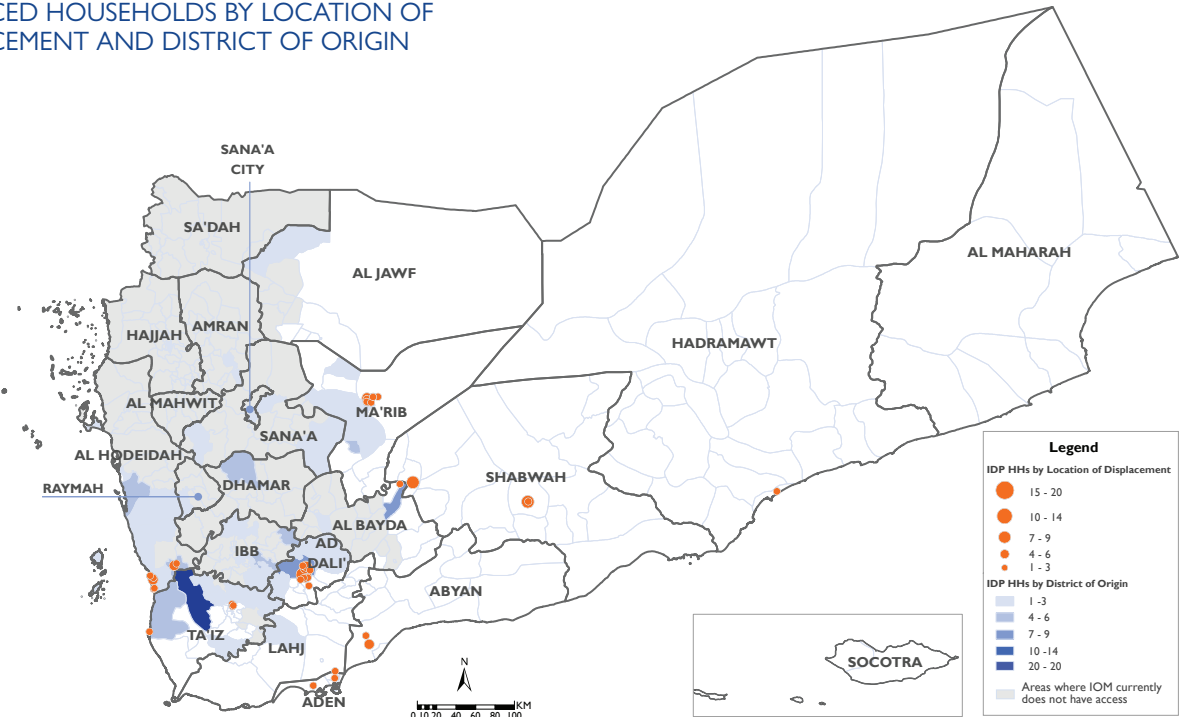 CED HOUSEHOLDS BY LOCATION OF
CEMENT AND DISTRICT OF ORIGIN
SANA'A
CITY
SA'DAH
AL JAWF
AL MAHARAH
HAJJAH
AMRAN
HADRAMAWT
AL MAHWIT
MA'RIB
SANA'A
AL HODEIDAH
SHABWAH
RAYMAH
DHAMAR
AL BAYDA
IBB
AD
DALI'
ABYAN
TA'IZ
LAHJ
ADEN
SOCOTRA
N
KM
0 10 20 40 60 80 100
Legend
IDP HHs by Location of Displacement
15 - 20
10 - 14
7 - 9
4 - 6
1 - 3
IDP HHs by District of Origin
1 -3
4 - 6
7 - 9
10 -14
20 - 20
Areas where IOM currently
does not have access